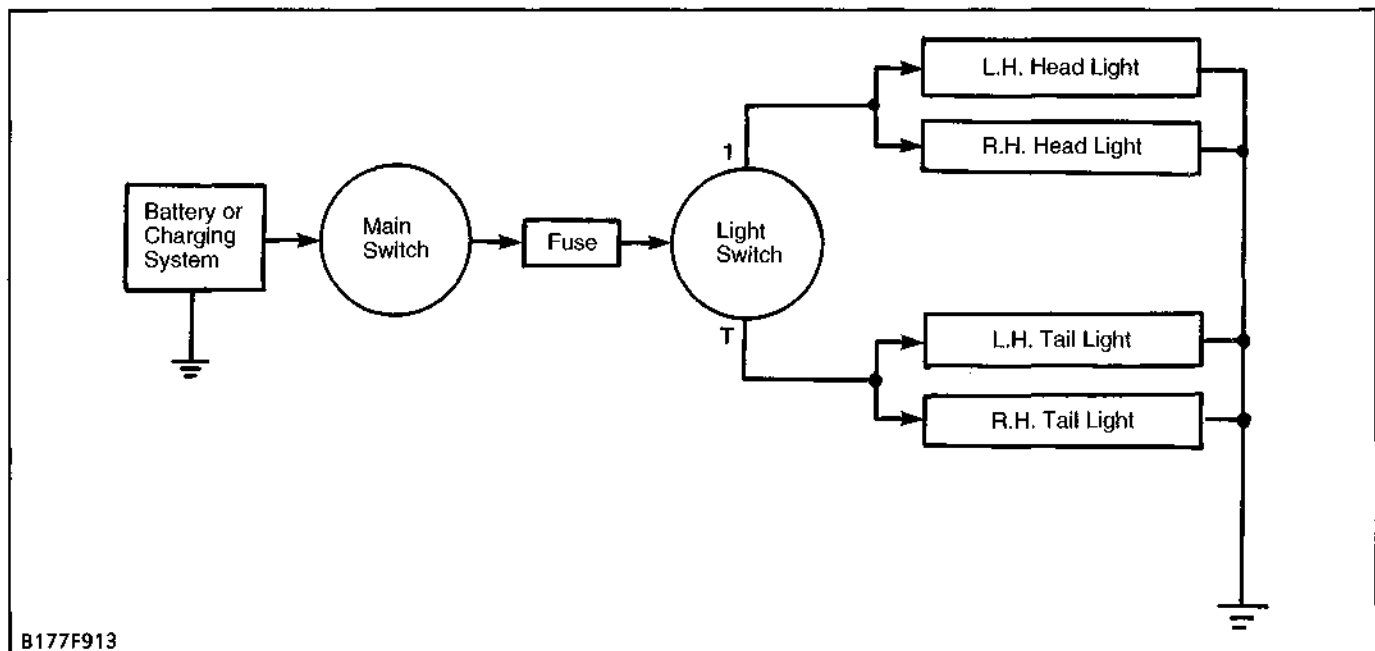 L.H. Head Light
1
R.H. Head Light
Battery or
Charging
System
Main
Switch
Fuse
Light
Switch
T
L.H. Tail Light
R.H. Tail Light
B177F913